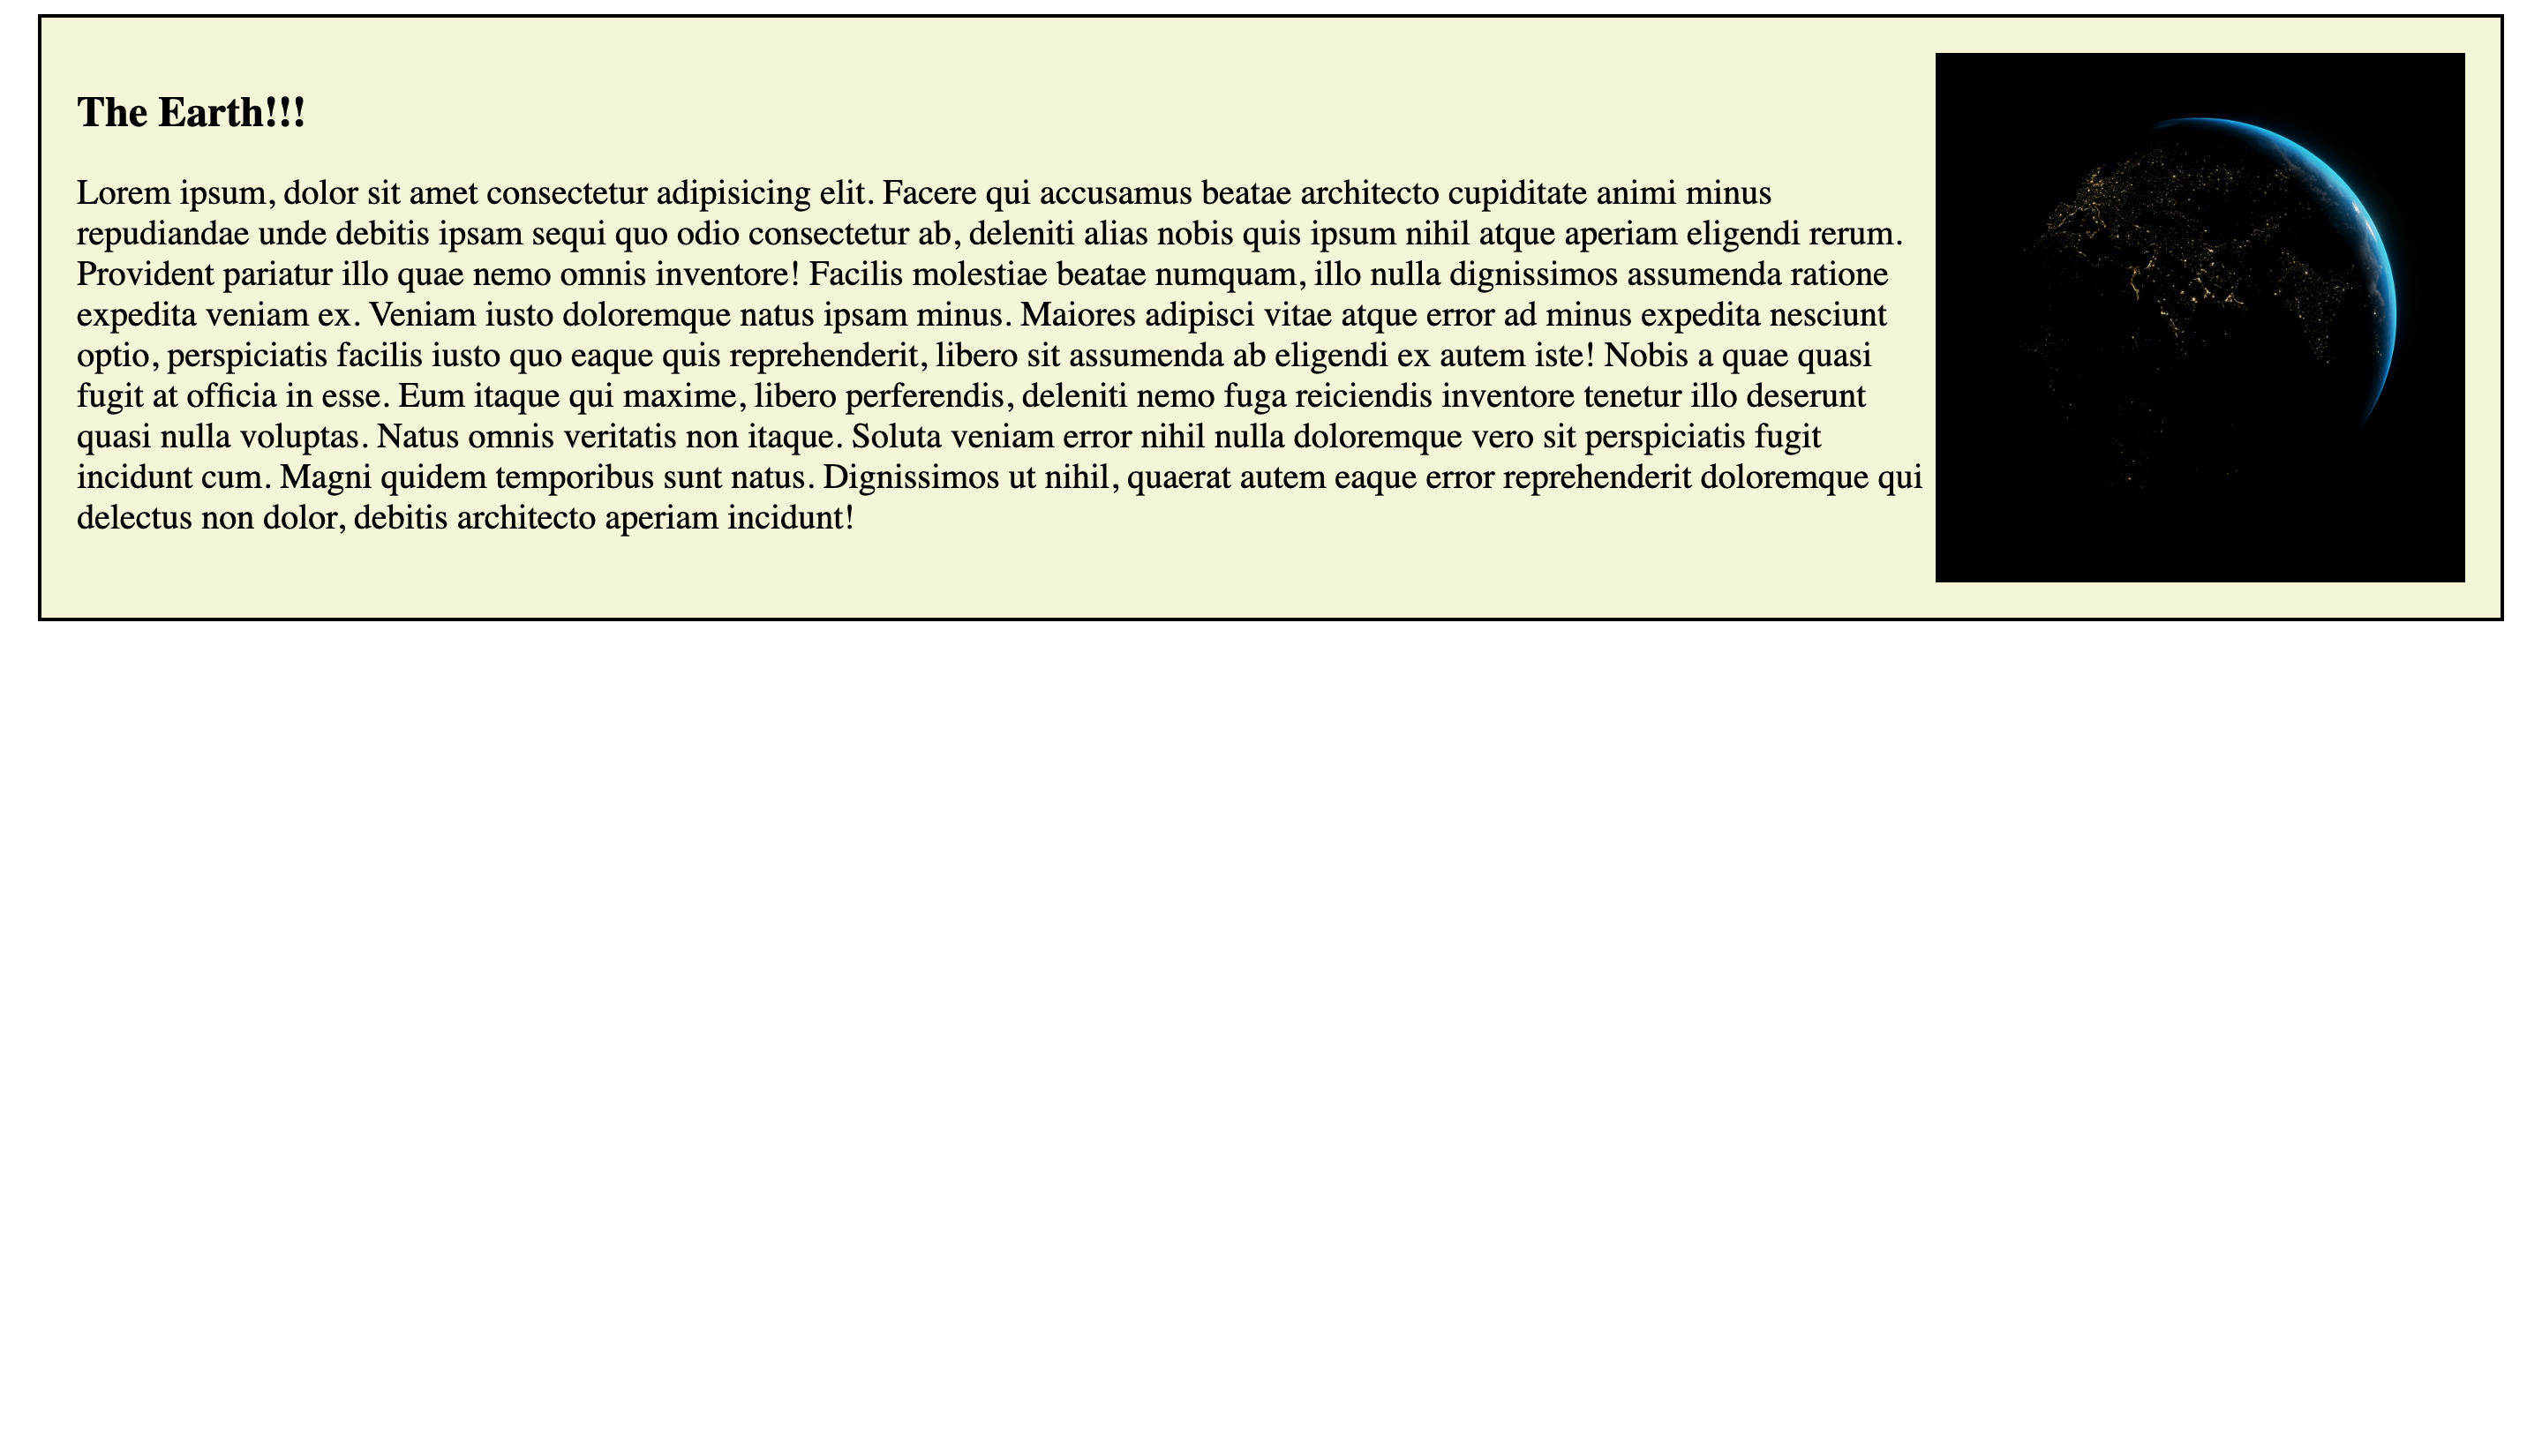 The Earth!!!
Lorem ipsum, dolor sit amet consectetur adipisicing elit. Facere qui accusamus beatae architecto cupiditate animi minus
repudiandae unde debitis ipsam sequi quo odio consectetur ab, deleniti alias nobis quis ipsum nihil atque aperiam eligendi rerum.
Provident pariatur illo quae nemo omnis inventore! Facilis molestiae beatae numquam, illo nulla dignissimos assumenda ratione
expedita veniam ex. Veniam iusto doloremque natus ipsam minus. Maiores adipisci vitae atque error ad minus expedita nesciunt
optio, perspiciatis facilis iusto quo eaque quis reprehenderit, libero sit assumenda ab eligendi ex autem iste! Nobis a quae quasi
fugit at officia in esse. Eum itaque qui maxime, libero perferendis, deleniti nemo fuga reiciendis inventore tenetur illo deserunt
quasi nulla voluptas. Natus omnis veritatis non itaque. Soluta veniam error nihil nulla doloremque vero sit perspiciatis fugit
incidunt cum. Magni quidem temporibus sunt natus. Dignissimos ut nihil, quaerat autem eaque error reprehenderit doloremque qui
delectus non dolor, debitis architecto aperiam incidunt!